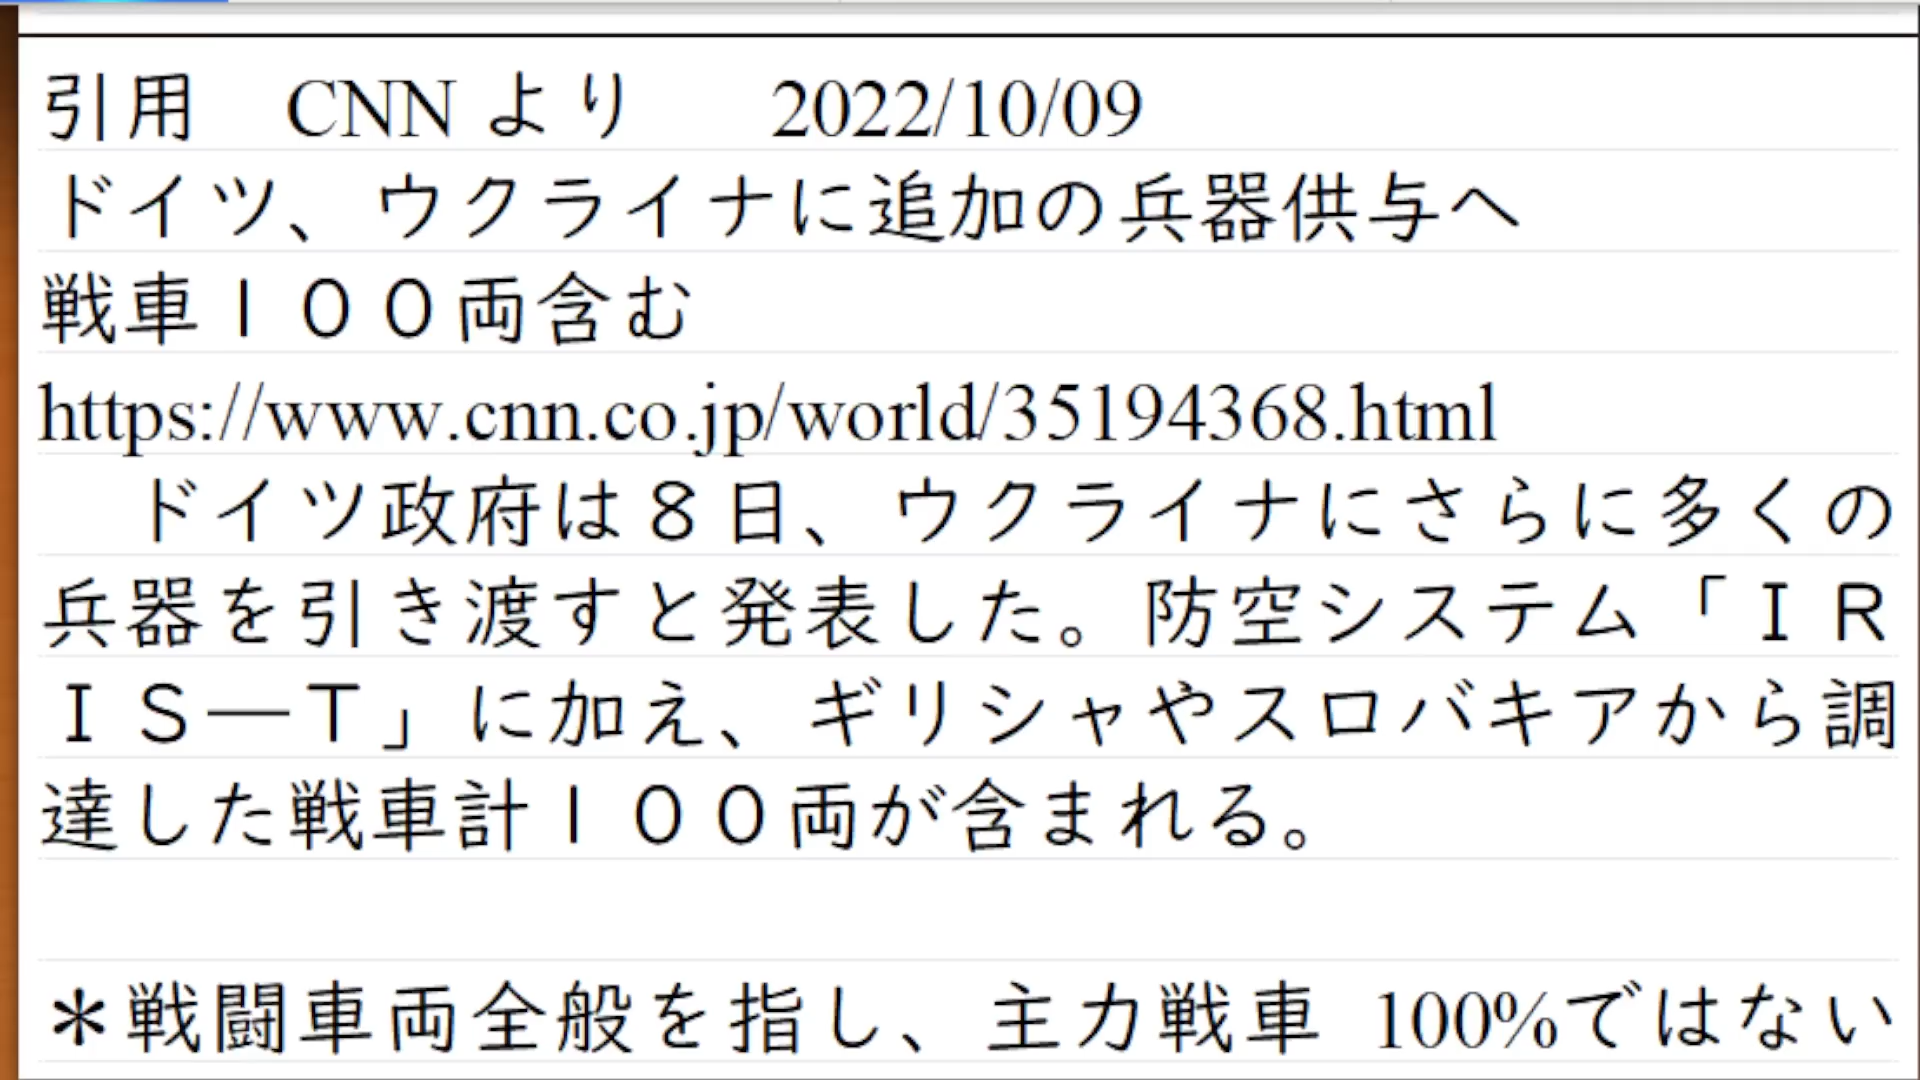 引用　CNNより　2022/10/09
ドイツ、ウクライナに追加の兵器供与へ
戦車１００両含む
https://www.cnn.co.jp/world/35194368.html
　ドイツ政府は８日、ウクライナにさらに多くの
兵器を引き渡すと発表した。防空システム「ＩＲ
ＩＳ―Ｔ」に加え、ギリシャやスロバキアから調
達した戦車計１００両が含まれる。
＊戦闘車両全般を指し、主力戦車 100%ではない